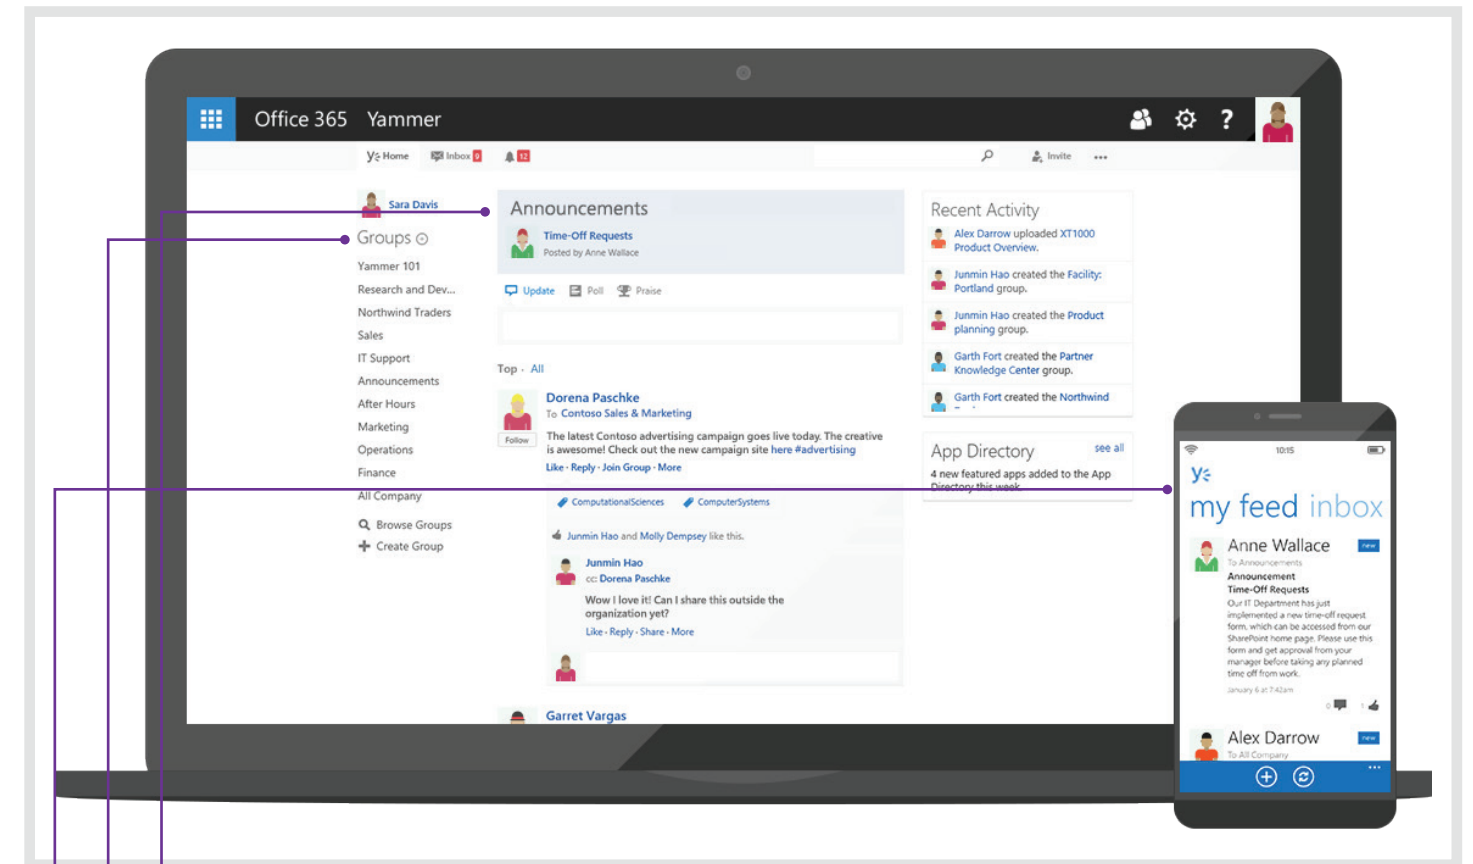 Office 365 Yammer
?
Home
Inbox 9
12
Invite
Sara Davis
Groups
Yammer 101
Research and Dev...
Northwind Traders
Sales
IT Support
Announcements
After Hours
Marketing
Operations
Finance
All Company
Browse Groups
Create Group
Announcements
Time-Off Requests
Posted by Anne Wallace
Update
Poll
Praise
Top · All
Dorena Paschke
To Contoso Sales & Marketing
Follow
The latest Contoso advertising campaign goes live today. The creative
is awesome! Check out the new campaign site here #advertising
Like · Reply · Join Group · More
ComputationalSciences
ComputerSystems
Junmin Hao and Molly Dempsey like this.
Junmin Hao
cc: Dorena Paschke
Wow I love it! Can I share this outside the
organization yet?
Like · Reply · Share · More
Garret Vargas
Recent Activity
Alex Darrow uploaded XT1000
Product Overview.
Junmin Hao created the Facility:
Portland group.
Junmin Hao created the Product
planning group.
Garth Fort created the Partner
Knowledge Center group.
Garth Fort created the Northwind
App Directory
see all
4 new featured apps added to the App
Directory this week.
10:15
my feed inbox
Anne Wallace
new
To Announcements
Announcement
Time-Off Requests
Our IT Department has just
implemented a new time-off request
form, which can be accessed from our
SharePoint home page. Please use this
form and get approval from your
manager before taking any planned
time off from work.
January 6 at 7:42am
0
1
Alex Darrow
new
To All Company